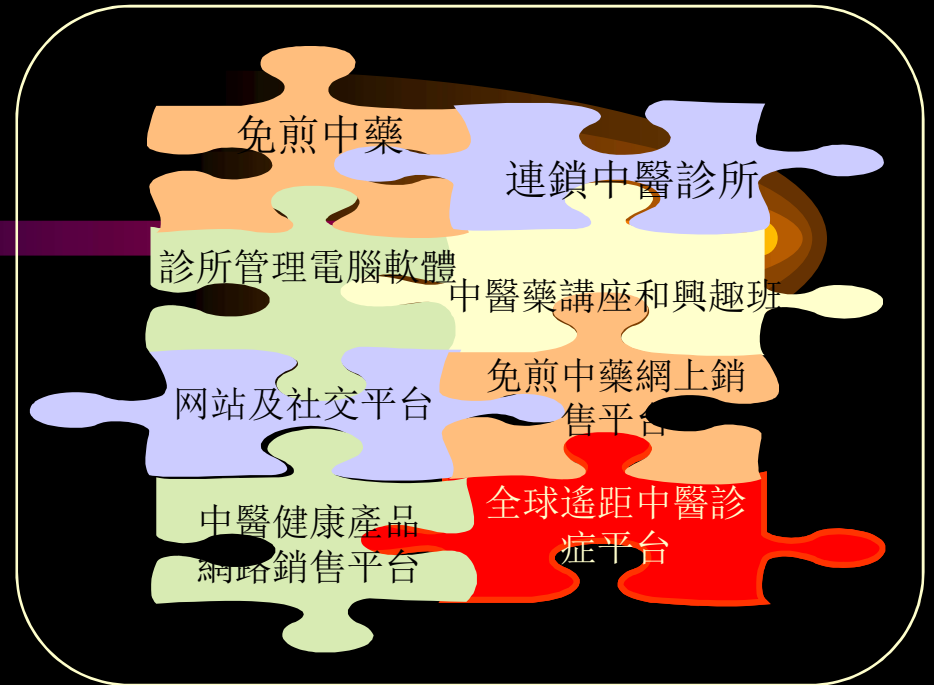 免煎中藥
連鎖中醫診所
診所管理電腦軟體
中醫藥講座和興趣班
网站及社交平台
免煎中藥網上銷
售平台
中醫健康產品
網路銷售平台
全球遙距中醫診
症平台